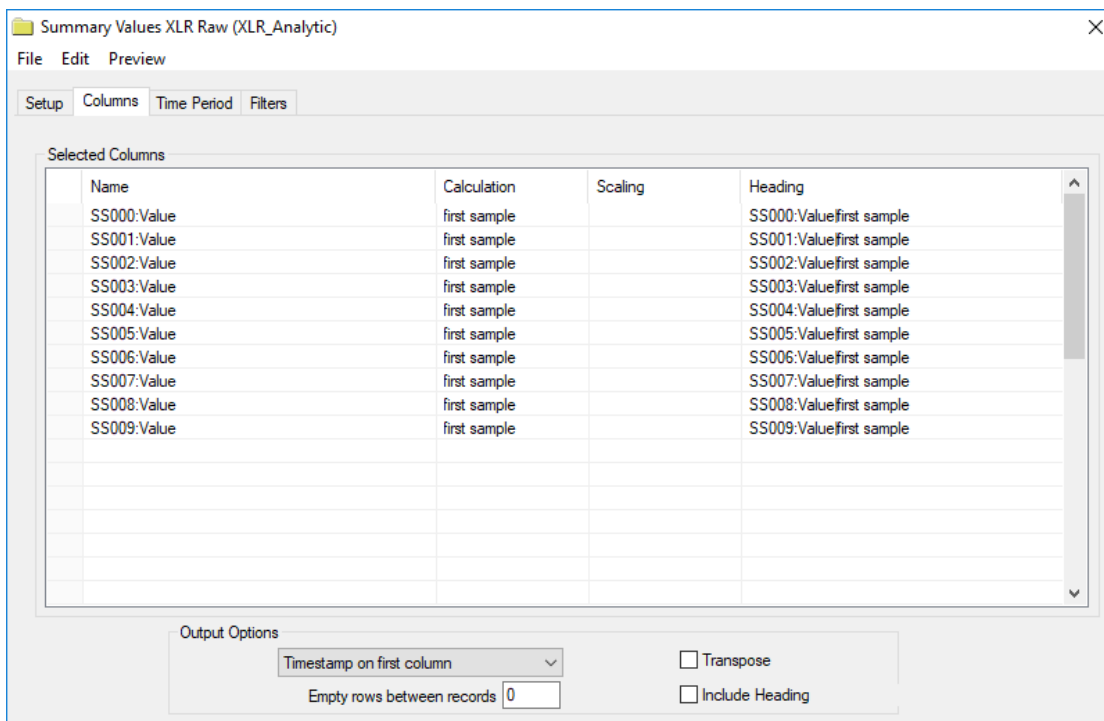 Summary Values XLR Raw (XLR_Analytic)
File Edit Preview
Setup Columns Time Period Filters
Selected Columns
Name Calculation Scaling Heading
SS000:Value first sample SS000:Value|first sample
SS001:Value first sample SS001:Value|first sample
SS002:Value first sample SS002:Value|first sample
SS003:Value first sample SS003:Value|first sample
SS004:Value first sample SS004:Value|first sample
SS005:Value first sample SS005:Value|first sample
SS006:Value first sample SS006:Value|first sample
SS007:Value first sample SS007:Value|first sample
SS008:Value first sample SS008:Value|first sample
SS009:Value first sample SS009:Value|first sample
Output Options
Timestamp on first column Transpose
Empty rows between records 0 Include Heading